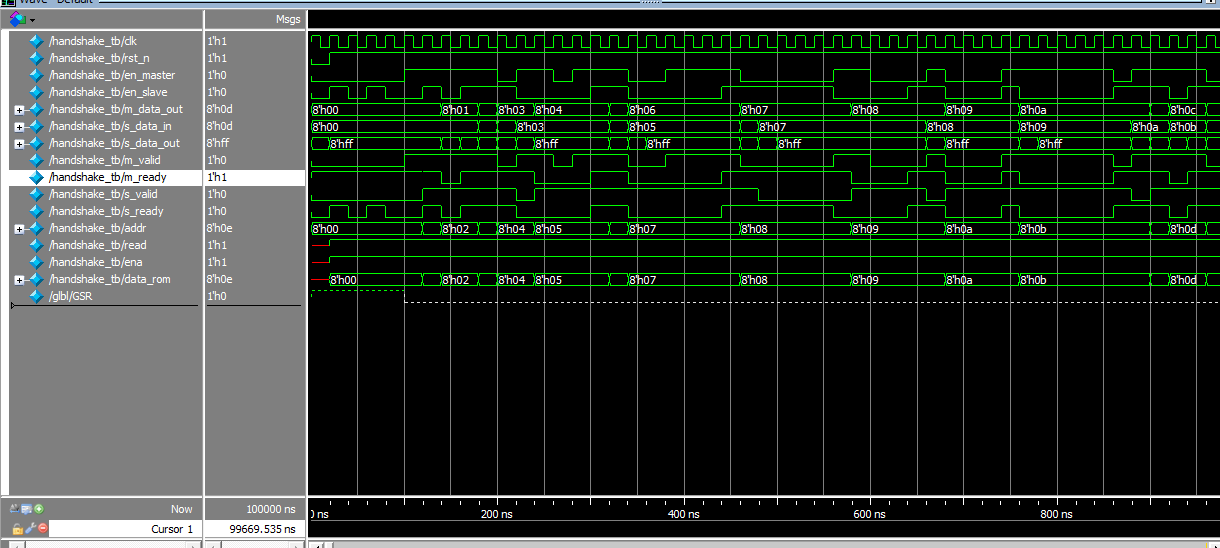 Wave - Default
Msgs
/handshake_tb/clk 1'h1
/handshake_tb/rst_n 1'h1
/handshake_tb/en_master 1'h0
/handshake_tb/en_slave 1'h0
/handshake_tb/m_data_out 8'h0d 8'h00 8'h01 8'h03 8'h04 8'h06 8'h07 8'h08 8'h09 8'h0a 8'h0c
/handshake_tb/s_data_in 8'h0d 8'h00 8'h03 8'h05 8'h07 8'h08 8'h09 8'h0a 8'h0b
/handshake_tb/s_data_out 8'hff 8'hff 8'hff 8'hff 8'hff 8'hff 8'hff
/handshake_tb/m_valid 1'h0
/handshake_tb/m_ready 1'h1
/handshake_tb/s_valid 1'h0
/handshake_tb/s_ready 1'h0
/handshake_tb/addr 8'h0e 8'h00 8'h02 8'h04 8'h05 8'h07 8'h08 8'h09 8'h0a 8'h0b 8'h0d
/handshake_tb/read 1'h1
/handshake_tb/ena 1'h1
/handshake_tb/data_rom 8'h0e 8'h00 8'h02 8'h04 8'h05 8'h07 8'h08 8'h09 8'h0a 8'h0b 8'h0d
/glbl/GSR 1'h0
Now 100000 ns
ns 200 ns 400 ns 600 ns 800 ns
Cursor 1 99669.535 ns